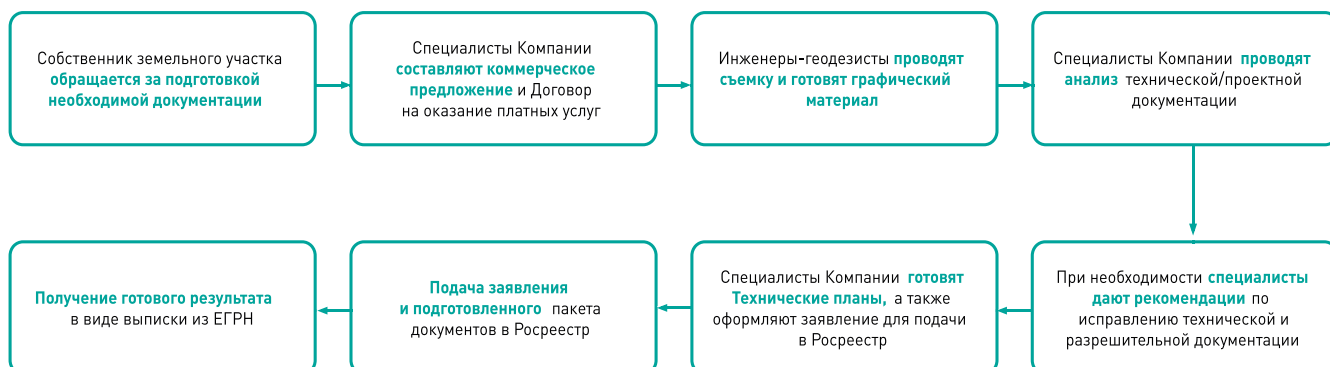 Собственник земельного участка
обращается за подготовкой
необходимой документации
Специалисты Компании
составляют коммерческое
предложение и Договор
на оказание платных услуг
Инженеры-геодезисты проводят
съемку и готовят графический
материал
Специалисты Компании проводят
анализ технической/проектной
документации
При необходимости специалисты
дают рекомендации по
исправлению технической и
разрешительной документации
Специалисты Компании готовят
Технические планы, а также
оформляют заявление для подачи
в Росреестр
Подача заявления
и подготовленного пакета
документов в Росреестр
Получение готового результата
в виде выписки из ЕГРН